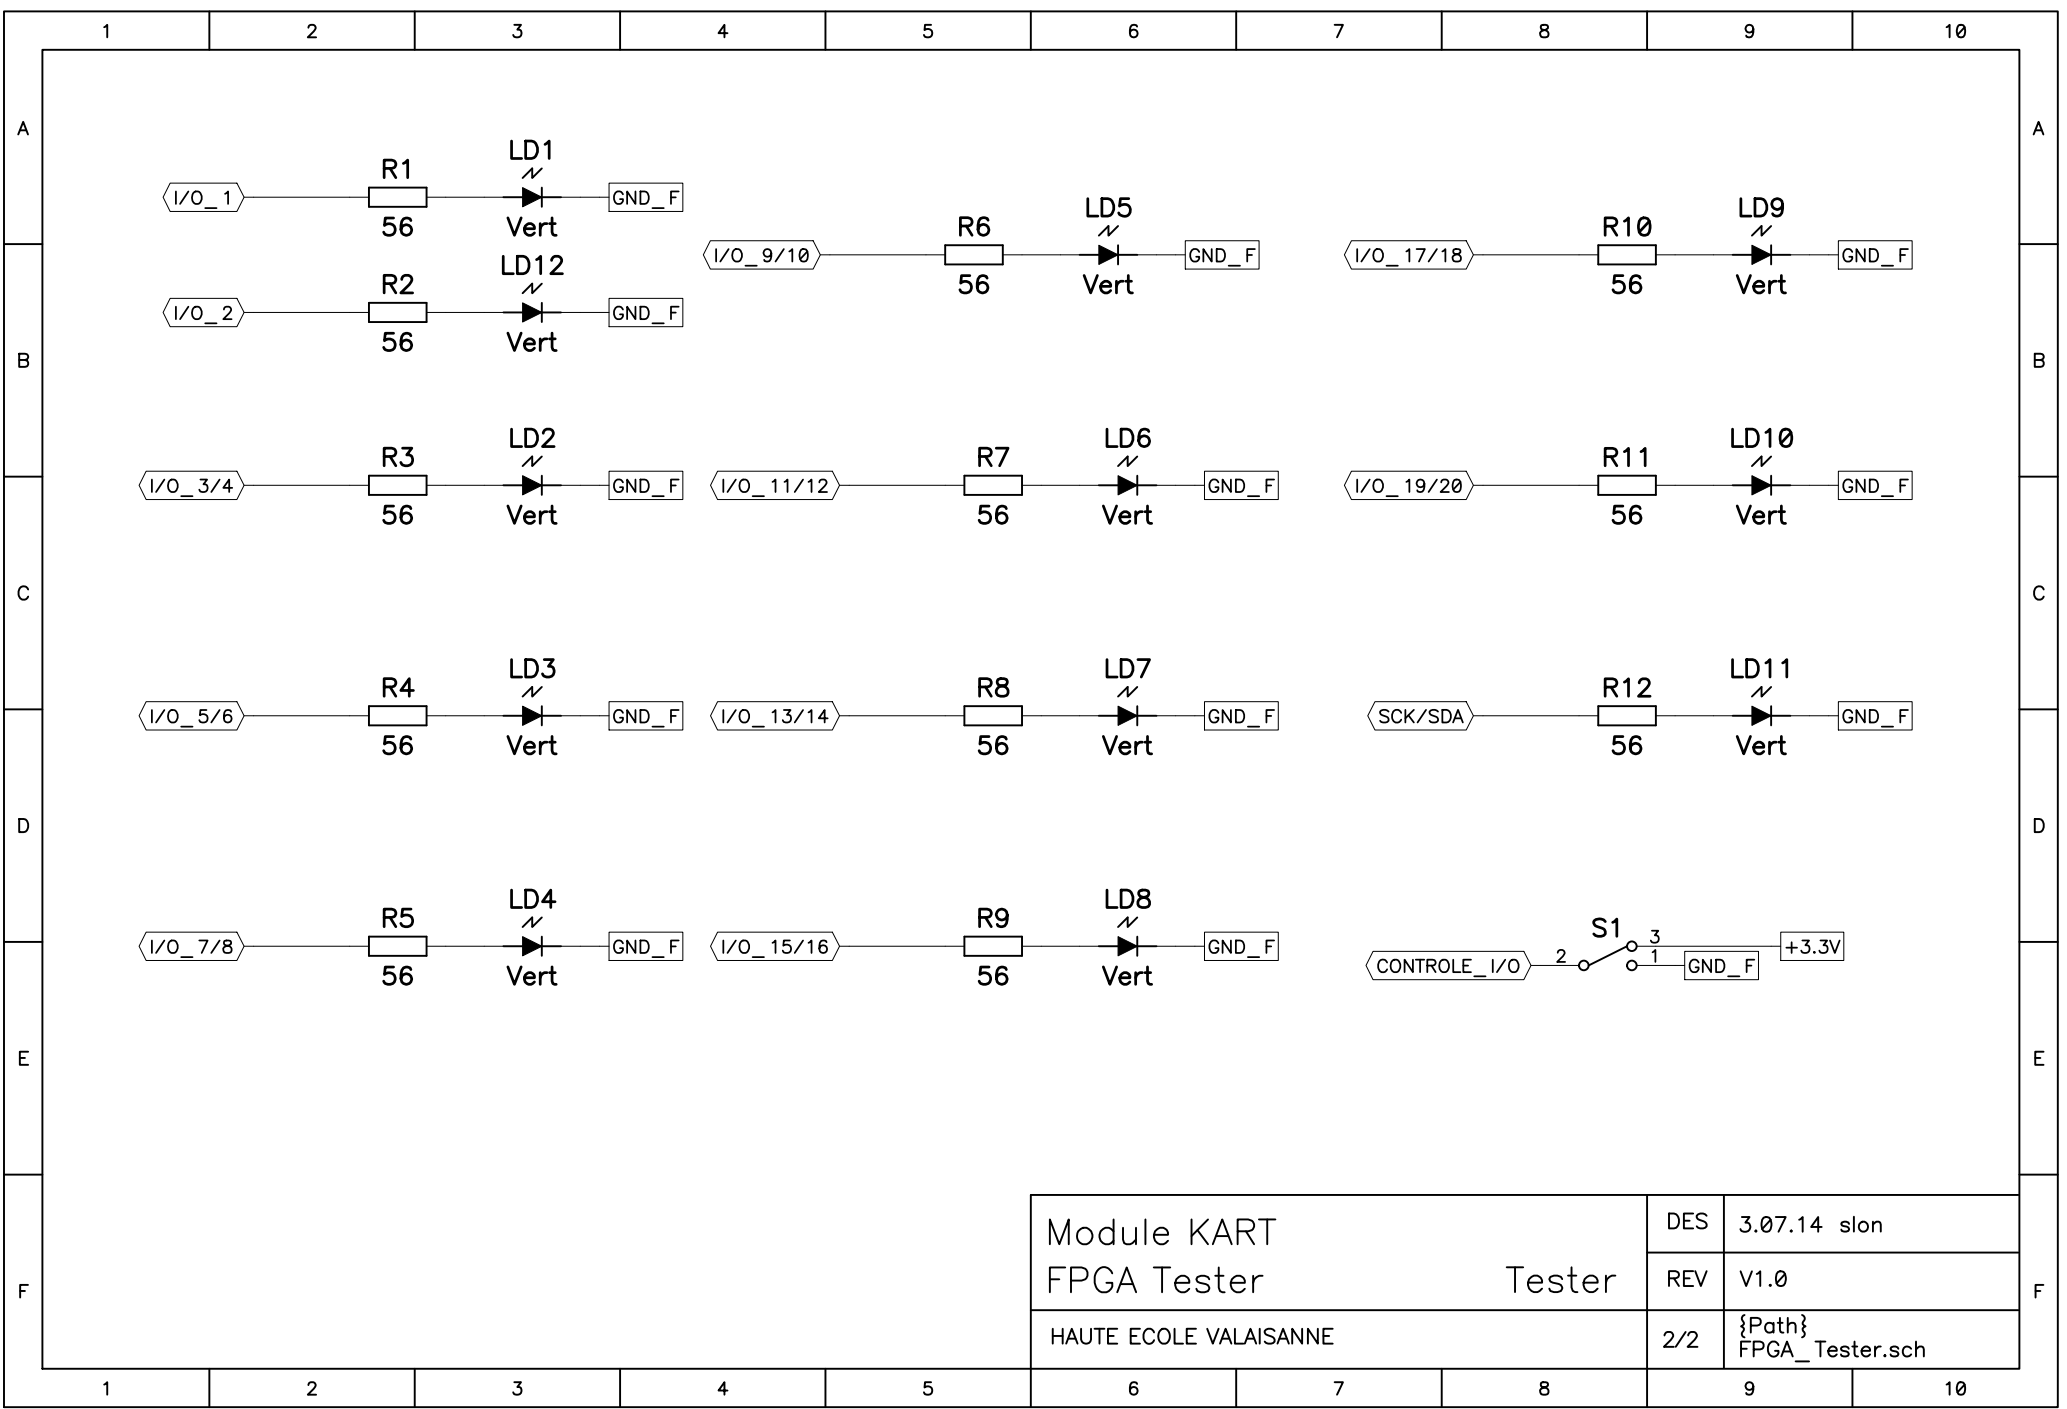 1 2 3 4 5 6 7 8 9 10
A A
LD1
R1
I/O_1 GND_F
56 Vert
LD5
R6
I/O_9/10 GND_F
56 Vert
LD9
R10
I/O_17/18 GND_F
56 Vert
LD12
R2
I/O_2 GND_F
56 Vert
B B
LD2
R3
I/O_3/4 GND_F
56 Vert
LD6
R7
I/O_11/12 GND_F
56 Vert
LD10
R11
I/O_19/20 GND_F
56 Vert
C C
LD3
R4
I/O_5/6 GND_F
56 Vert
LD7
R8
I/O_13/14 GND_F
56 Vert
LD11
R12
SCK/SDA GND_F
56 Vert
D D
LD4
R5
I/O_7/8 GND_F
56 Vert
LD8
R9
I/O_15/16 GND_F
56 Vert
S1
3 +3.3V
CONTROLE_I/O 2 1 GND_F
E E
Module KART
FPGA Tester Tester
DES 3.07.14 slon
REV V1.0
F F
HAUTE ECOLE VALAISANNE
2/2 {Path}
FPGA_Tester.sch
1 2 3 4 5 6 7 8 9 10